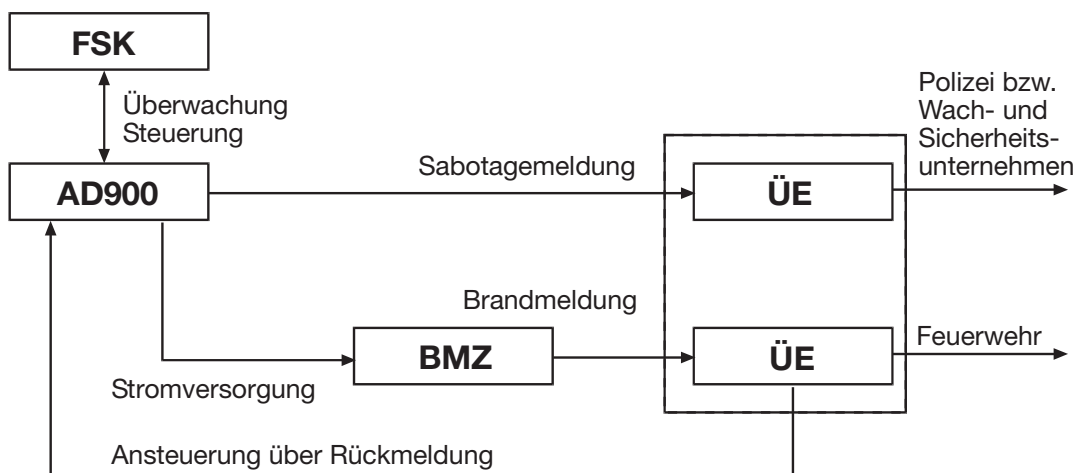 FSK
Überwachung
Steuerung
AD900
Sabotagemeldung
ÜE
Polizei bzw.
Wach- und
Sicherheits-
unternehmen
Brandmeldung
BMZ
ÜE
Feuerwehr
Stromversorgung
Ansteuerung über Rückmeldung